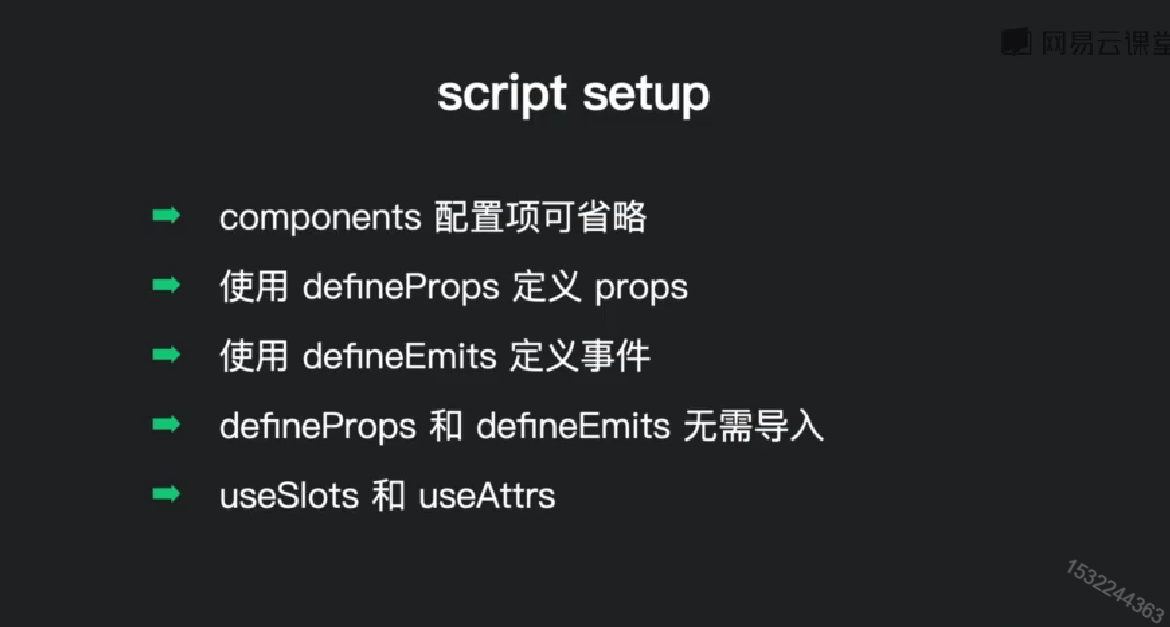 网易云课堂
script setup
components 配置项可省略
使用 defineProps 定义 props
使用 defineEmits 定义事件
defineProps 和 defineEmits 无需导入
useSlots 和 useAttrs
1532244363